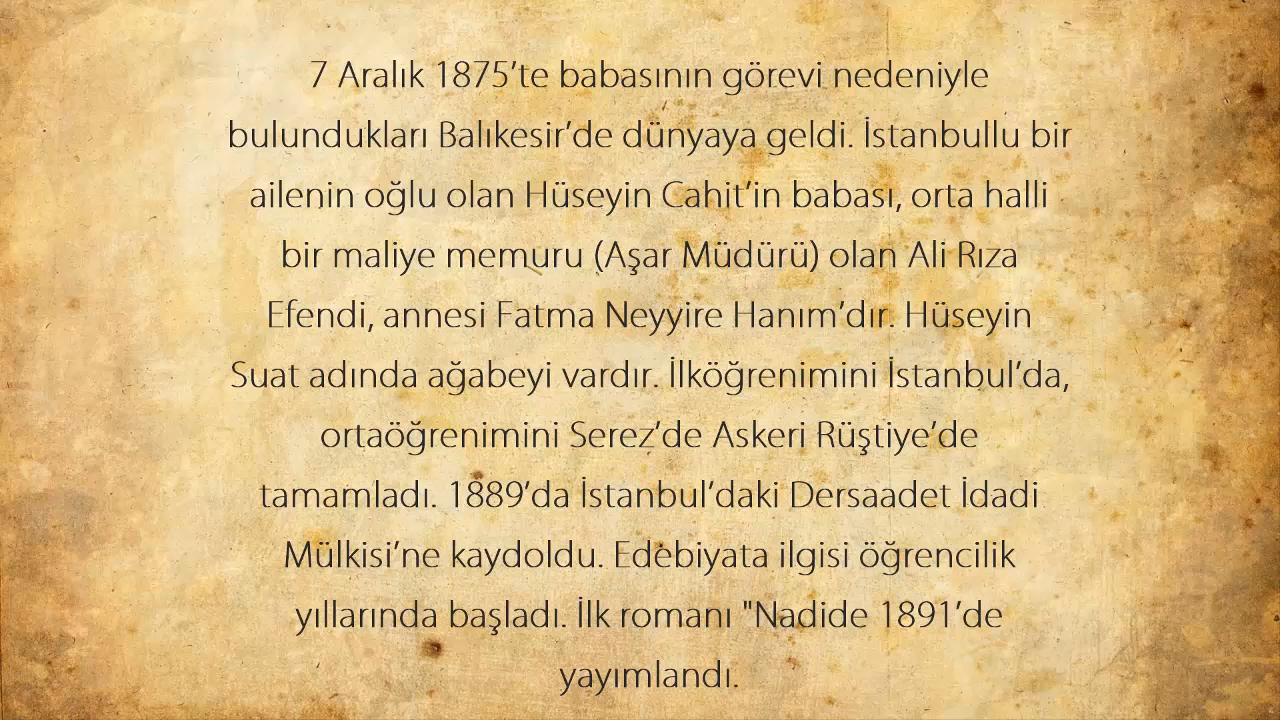 7 Aralık 1875’te babasının görevi nedeniyle
bulundukları Balıkesir’de dünyaya geldi. İstanbullu bir
ailenin oğlu olan Hüseyin Cahit’in babası, orta halli
bir maliye memuru (Aşar Müdürü) olan Ali Rıza
Efendi, annesi Fatma Neyyire Hanım’dır. Hüseyin
Suat adında ağabeyi vardır. İlköğrenimini İstanbul’da,
ortaöğrenimini Serez’de Askeri Rüştiye’de
tamamladı. 1889’da İstanbul’daki Dersaadet İdadi
Mülkisi’ne kaydoldu. Edebiyata ilgisi öğrencilik
yıllarında başladı. İlk romanı "Nadide 1891’de
yayımlandı.